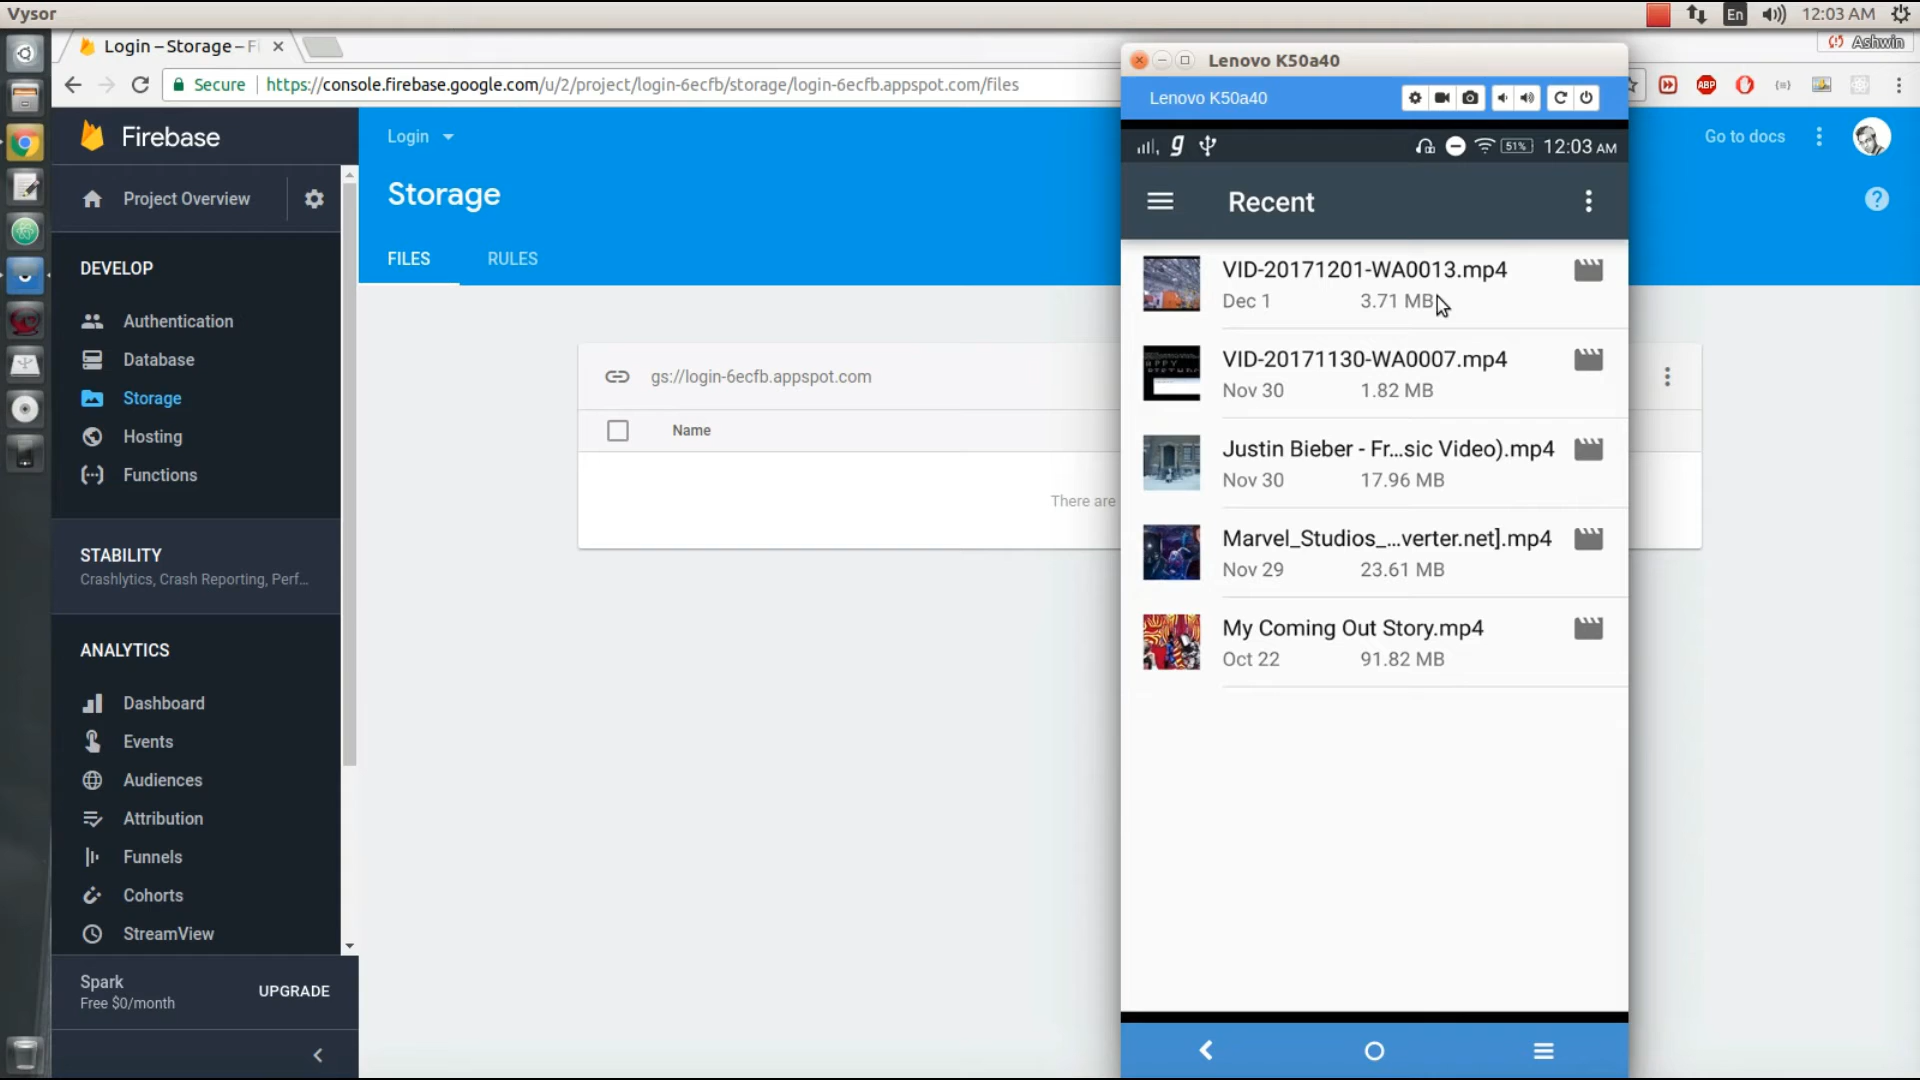 Vysor
En
12:03 AM
Login – Storage – Fi
Ashwin
Secure
https://console.firebase.google.com/u/2/project/login-6ecfb/storage/login-6ecfb.appspot.com/files
ABP
Lenovo K50a40
Lenovo K50a40
Firebase
Login
Go to docs
51%
12:03 AM
Project Overview
Storage
Recent
FILES
RULES
DEVELOP
Authentication
Database
Storage
Hosting
Functions
STABILITY
Crashlytics, Crash Reporting, Perf...
ANALYTICS
Dashboard
Events
Audiences
Attribution
Funnels
Cohorts
StreamView
Spark
Free $0/month
UPGRADE
gs://login-6ecfb.appspot.com
Name
There are
VID-20171201-WA0013.mp4
Dec 1 3.71 MB
VID-20171130-WA0007.mp4
Nov 30 1.82 MB
Justin Bieber - Fr...sic Video).mp4
Nov 30 17.96 MB
Marvel_Studios_...verter.net].mp4
Nov 29 23.61 MB
My Coming Out Story.mp4
Oct 22 91.82 MB